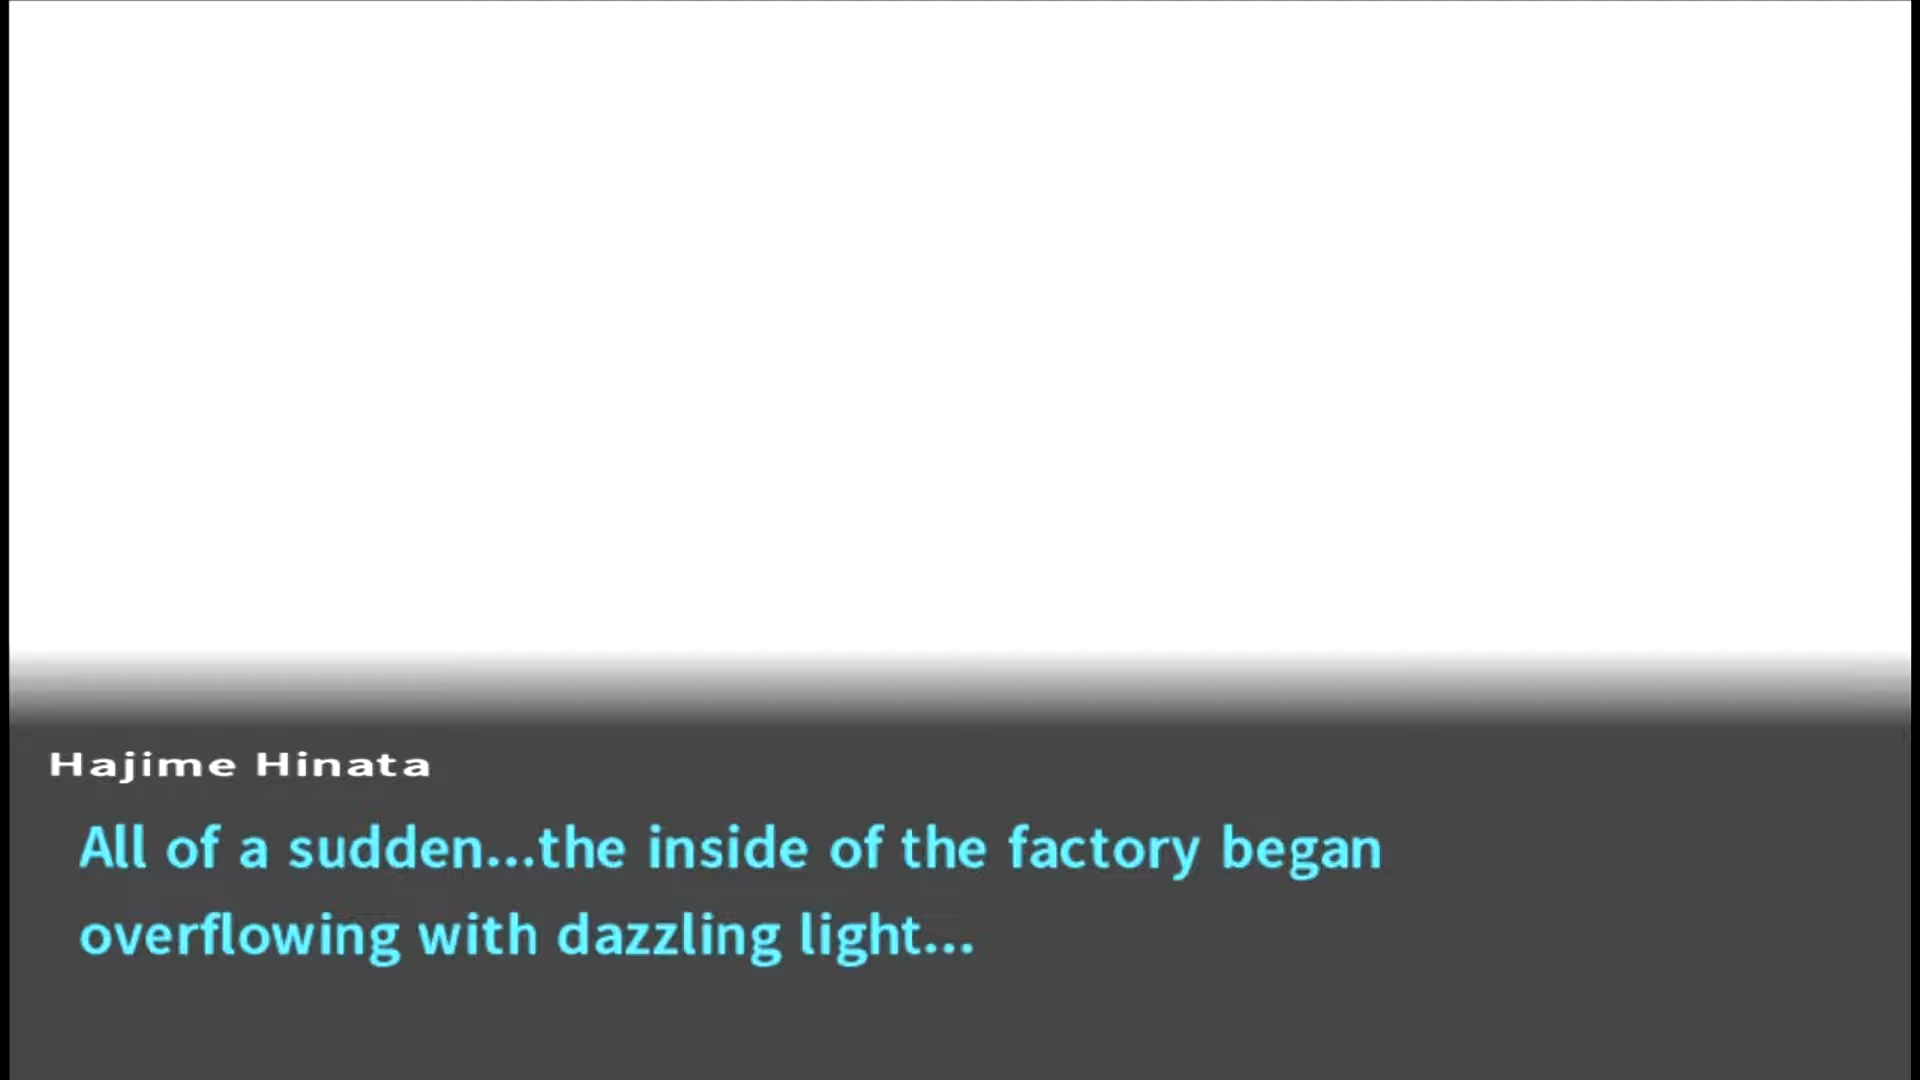 Hajime Hinata
All of a sudden...the inside of the factory began
overflowing with dazzling light...